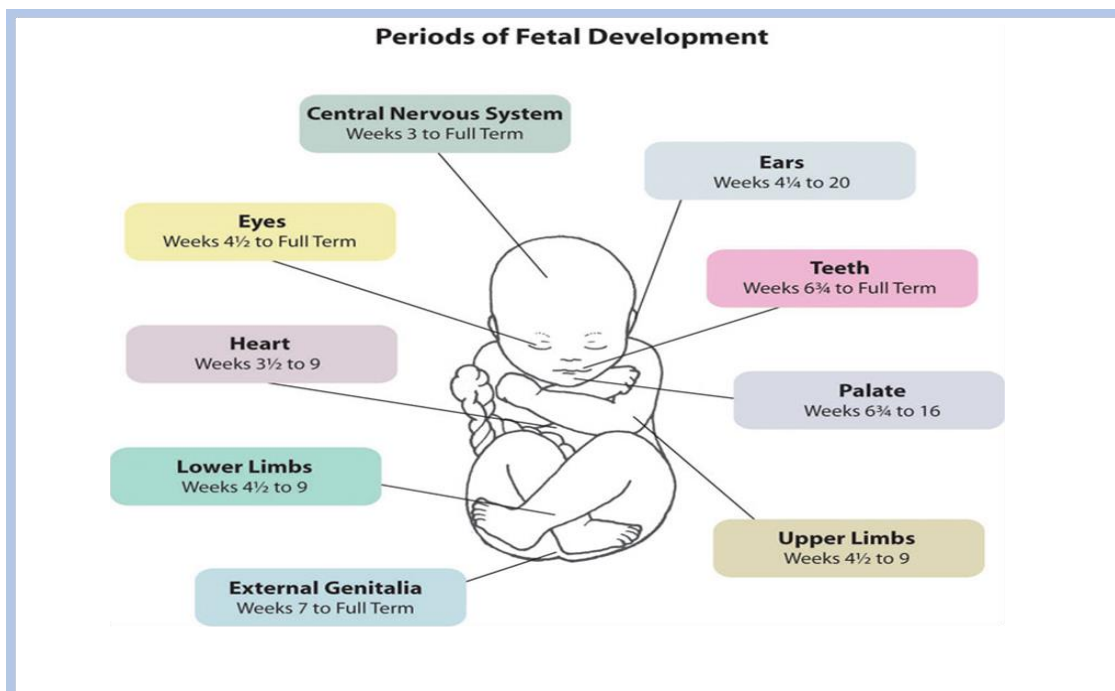 Periods of Fetal Development
Central Nervous System
Weeks 3 to Full Term
Ears
Weeks 4¼ to 20
Eyes
Weeks 4½ to Full Term
Teeth
Weeks 6¾ to Full Term
Heart
Weeks 3½ to 9
Palate
Weeks 6¾ to 16
Lower Limbs
Weeks 4½ to 9
Upper Limbs
Weeks 4½ to 9
External Genitalia
Weeks 7 to Full Term